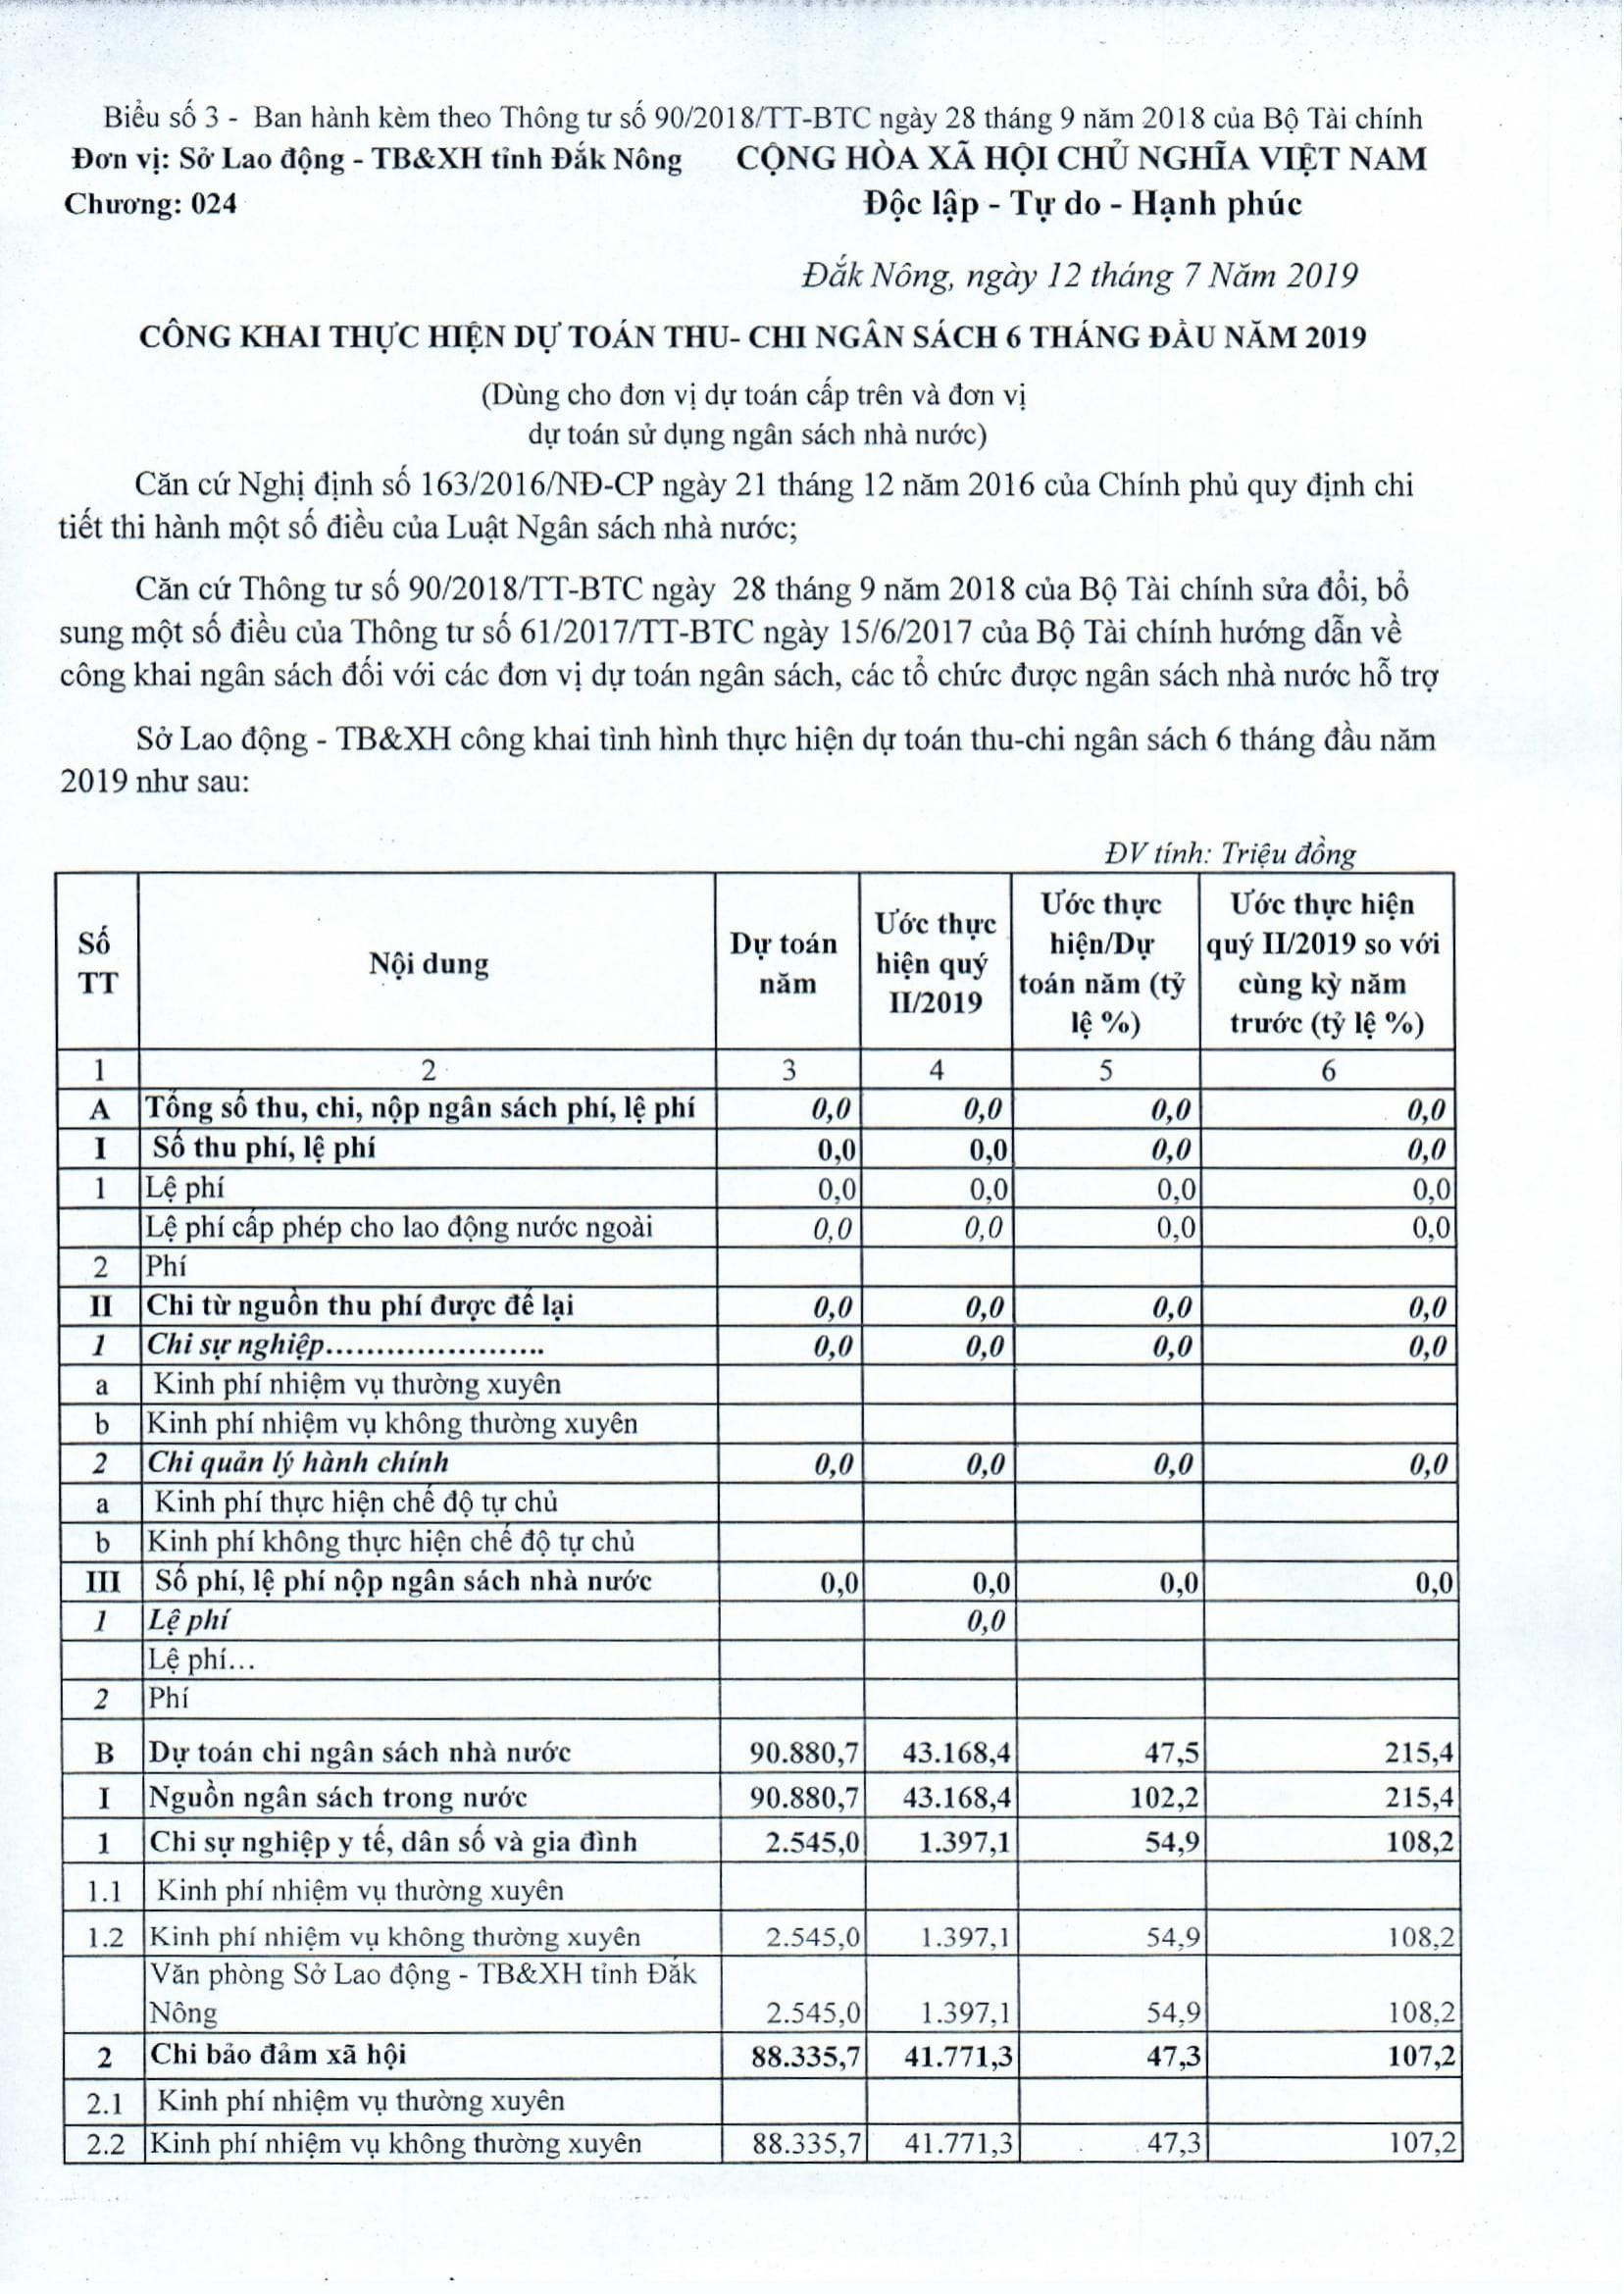 Biểu số 3 - Ban hành kèm theo Thông tư số 90/2018/TT-BTC ngày 28 tháng 9 năm 2018 của Bộ Tài chính
Đơn vị: Sở Lao động - TB&XH tỉnh Đắk Nông CỘNG HÒA XÃ HỘI CHỦ NGHĨA VIỆT NAM
Chương: 024 Độc lập - Tự do - Hạnh phúc
Đắk Nông, ngày 12 tháng 7 Năm 2019
CÔNG KHAI THỰC HIỆN DỰ TOÁN THU- CHI NGÂN SÁCH 6 THÁNG ĐẦU NĂM 2019
(Dùng cho đơn vị dự toán cấp trên và đơn vị
dự toán sử dụng ngân sách nhà nước)
Căn cứ Nghị định số 163/2016/NĐ-CP ngày 21 tháng 12 năm 2016 của Chính phủ quy định chi
tiết thi hành một số điều của Luật Ngân sách nhà nước;
Căn cứ Thông tư số 90/2018/TT-BTC ngày 28 tháng 9 năm 2018 của Bộ Tài chính sửa đổi, bổ
sung một số điều của Thông tư số 61/2017/TT-BTC ngày 15/6/2017 của Bộ Tài chính hướng dẫn về
công khai ngân sách đối với các đơn vị dự toán ngân sách, các tổ chức được ngân sách nhà nước hỗ trợ
Sở Lao động - TB&XH công khai tình hình thực hiện dự toán thu-chi ngân sách 6 tháng đầu năm
2019 như sau:
ĐV tính: Triệu đồng
Số TT | Nội dung | Dự toán năm | Ước thực hiện quý II/2019 | Ước thực hiện/Dự toán năm (tỷ lệ %) | Ước thực hiện quý II/2019 so với cùng kỳ năm trước (tỷ lệ %)
1 2 3 4 5 6
A Tổng số thu, chi, nộp ngân sách phí, lệ phí 0,0 0,0 0,0 0,0
I Số thu phí, lệ phí 0,0 0,0 0,0 0,0
1 Lệ phí 0,0 0,0 0,0 0,0
Lệ phí cấp phép cho lao động nước ngoài 0,0 0,0 0,0 0,0
2 Phí
II Chi từ nguồn thu phí được để lại 0,0 0,0 0,0 0,0
1 Chi sự nghiệp...................... 0,0 0,0 0,0 0,0
a Kinh phí nhiệm vụ thường xuyên
b Kinh phí nhiệm vụ không thường xuyên
2 Chi quản lý hành chính 0,0 0,0 0,0 0,0
a Kinh phí thực hiện chế độ tự chủ
b Kinh phí không thực hiện chế độ tự chủ
III Số phí, lệ phí nộp ngân sách nhà nước 0,0 0,0 0,0 0,0
1 Lệ phí 0,0
Lệ phí...
2 Phí
B Dự toán chi ngân sách nhà nước 90.880,7 43.168,4 47,5 215,4
I Nguồn ngân sách trong nước 90.880,7 43.168,4 102,2 215,4
1 Chi sự nghiệp y tế, dân số và gia đình 2.545,0 1.397,1 54,9 108,2
1.1 Kinh phí nhiệm vụ thường xuyên
1.2 Kinh phí nhiệm vụ không thường xuyên 2.545,0 1.397,1 54,9 108,2
Văn phòng Sở Lao động - TB&XH tỉnh Đắk
Nông 2.545,0 1.397,1 54,9 108,2
2 Chi bảo đảm xã hội 88.335,7 41.771,3 47,3 107,2
2.1 Kinh phí nhiệm vụ thường xuyên
2.2 Kinh phí nhiệm vụ không thường xuyên 88.335,7 41.771,3 47,3 107,2